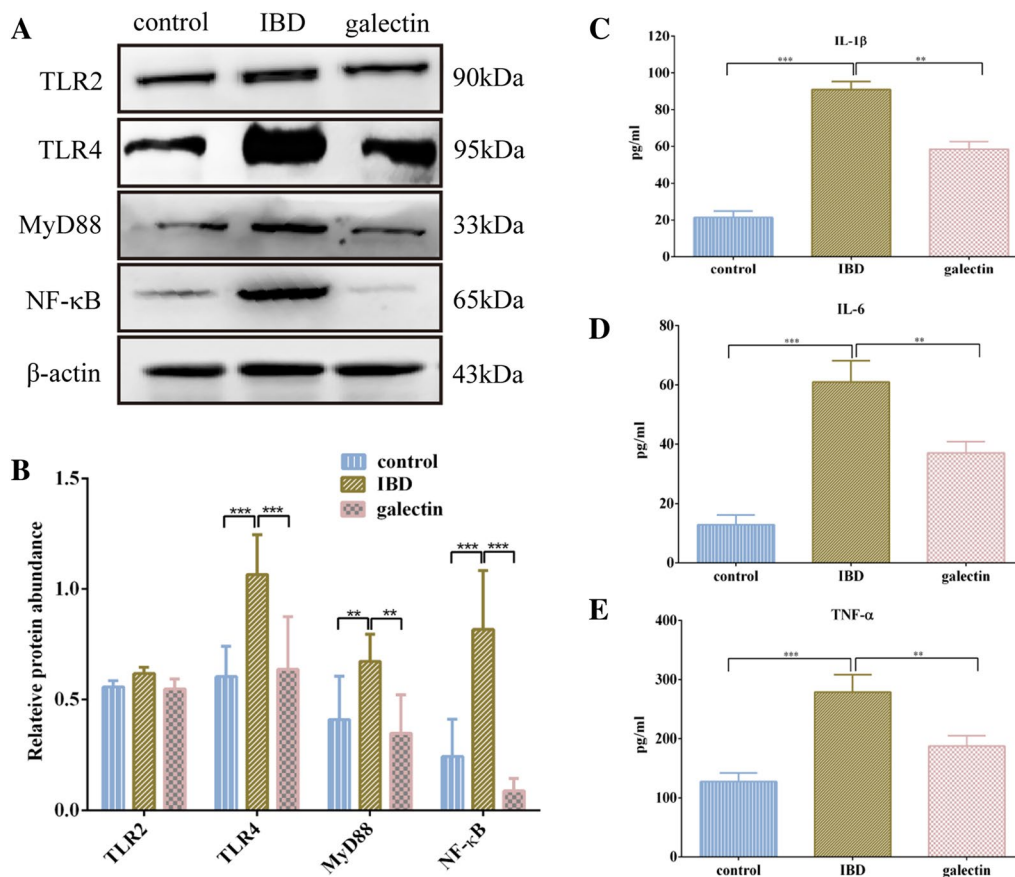 A
control IBD galectin
TLR2 90kDa
TLR4 95kDa
MyD88 33kDa
NF-κB 65kDa
β-actin 43kDa
B
control
IBD
galectin
Relateive protein abundance
1.5
1.0
0.5
0.0
*** ***
** **
*** ***
TLR2 TLR4 MyD88 NF-κB
C
IL-1β
pg/ml
120
100
80
60
40
20
0
*** **
control IBD galectin
D
IL-6
pg/ml
80
60
40
20
0
*** **
control IBD galectin
E
TNF-α
pg/ml
400
300
200
100
0
*** **
control IBD galectin